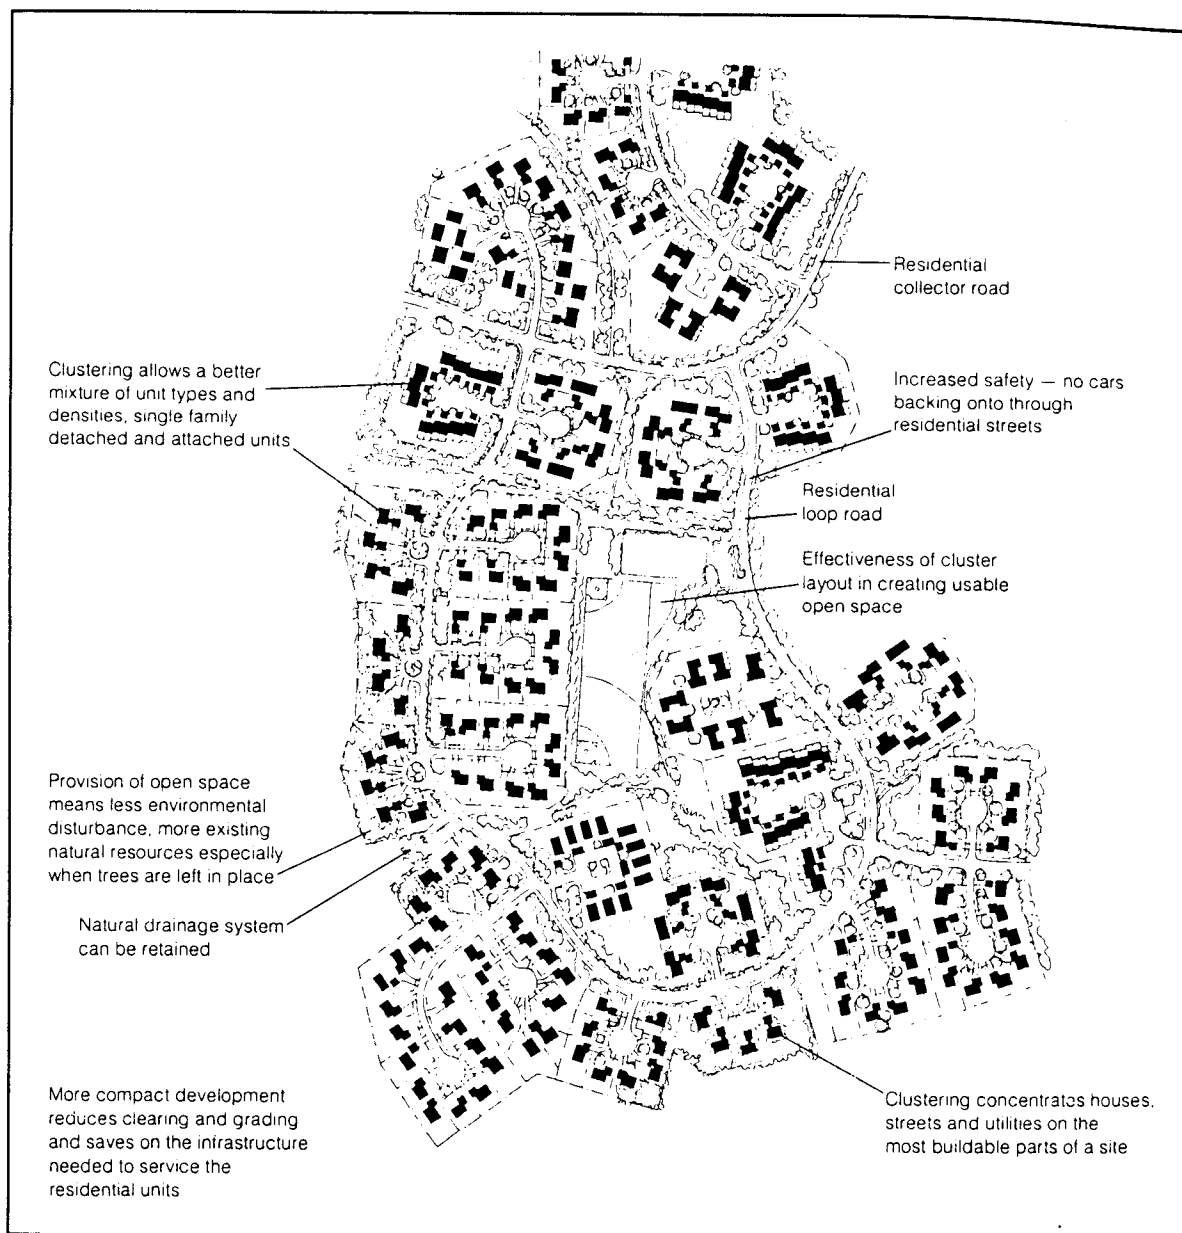 Residential
collector road
Clustering allows a better
mixture of unit types and
densities, single family
detached and attached units
Increased safety — no cars
backing onto through
residential streets
Residential
loop road
Effectiveness of cluster
layout in creating usable
open space
Provision of open space
means less environmental
disturbance, more existing
natural resources especially
when trees are left in place
Natural drainage system
can be retained
More compact development
reduces clearing and grading
and saves on the infrastructure
needed to service the
residential units
Clustering concentrates houses,
streets and utilities on the
most buildable parts of a site